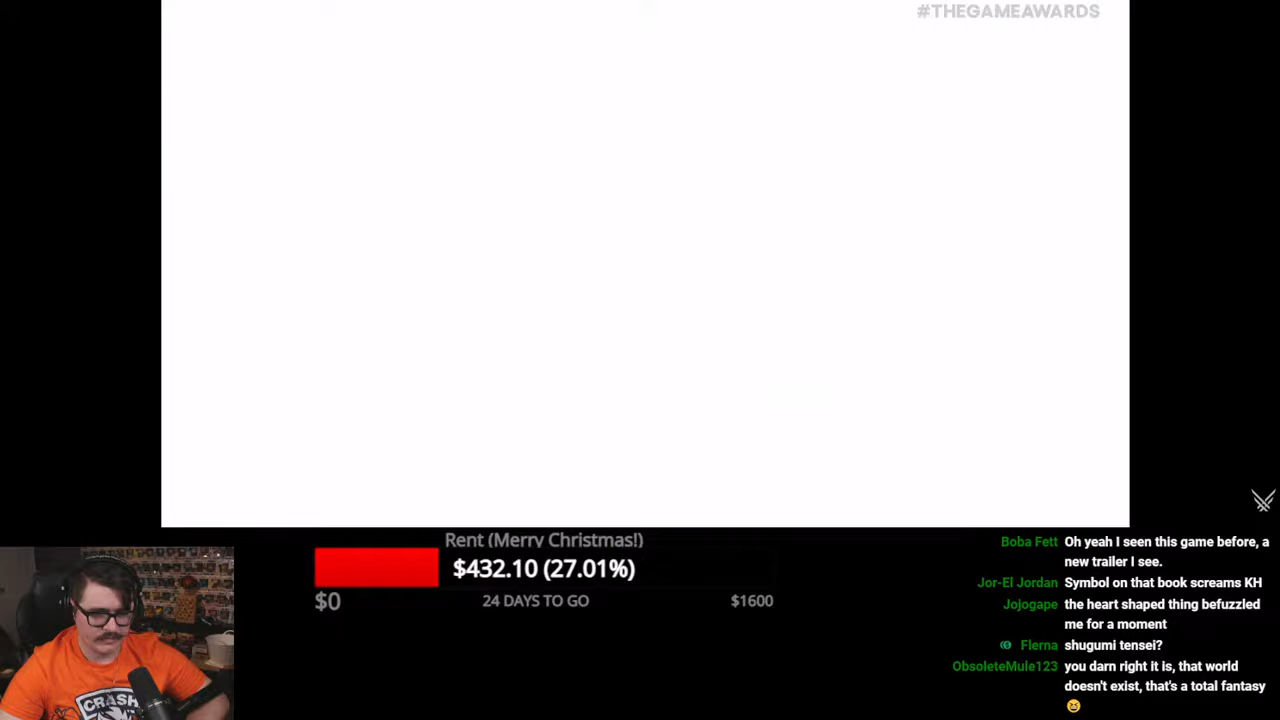 #THEGAMEAWARDS
Rent (Merry Christmas!)
$432.10 (27.01%)
$0
24 DAYS TO GO
$1600
Boba Fett Oh yeah I seen this game before, a
new trailer I see.
Jor-El Jordan Symbol on that book screams KH
Jojogape the heart shaped thing befuzzled
me for a moment
Flerna shugumi tensei?
ObsoleteMule123 you darn right it is, that world
doesn't exist, that's a total fantasy
CRASH